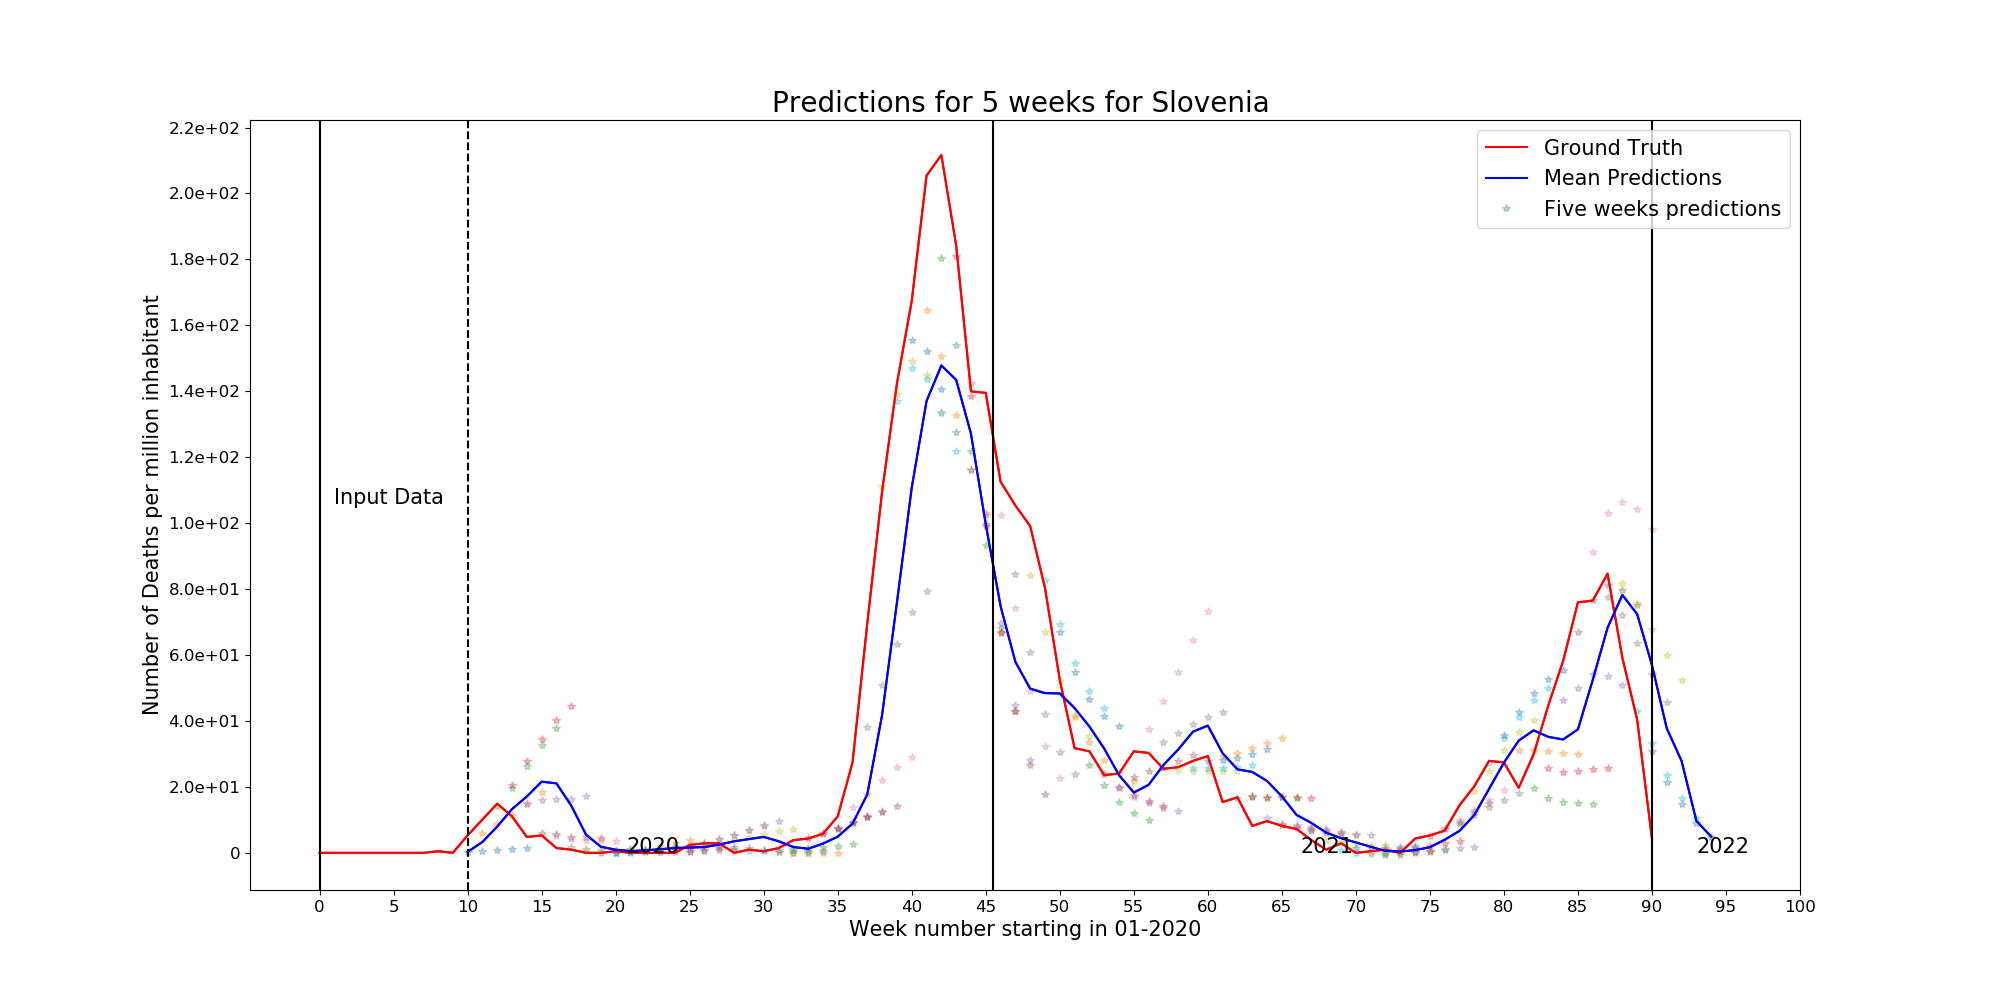 Predictions for 5 weeks for Slovenia
Number of Deaths per million inhabitant
2.2e+02
2.0e+02
1.8e+02
1.6e+02
1.4e+02
1.2e+02
1.0e+02
8.0e+01
6.0e+01
4.0e+01
2.0e+01
0
Ground Truth
Mean Predictions
Five weeks predictions
Input Data
2020
2021
2022
0 5 10 15 20 25 30 35 40 45 50 55 60 65 70 75 80 85 90 95 100
Week number starting in 01-2020